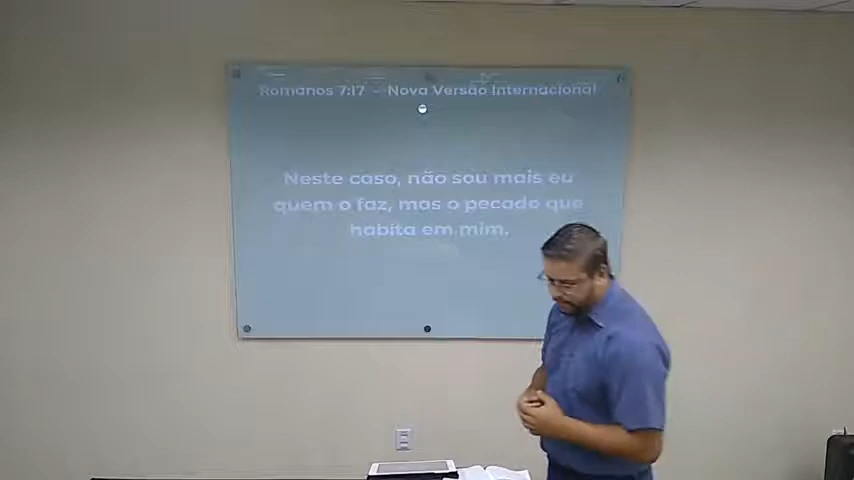 Romanos 7:17 - Nova Versão Internacional
Neste caso, não sou mais eu
quem o faz, mas o pecado que
habita em mim.